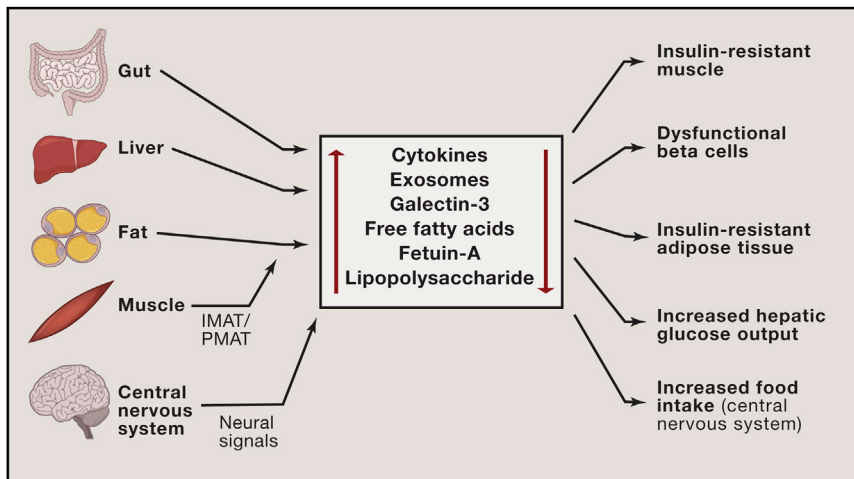 Gut
Liver
Fat
Muscle
IMAT/
PMAT
Central
nervous
system
Neural
signals
Cytokines
Exosomes
Galectin-3
Free fatty acids
Fetuin-A
Lipopolysaccharide
Insulin-resistant
muscle
Dysfunctional
beta cells
Insulin-resistant
adipose tissue
Increased hepatic
glucose output
Increased food
intake (central
nervous system)